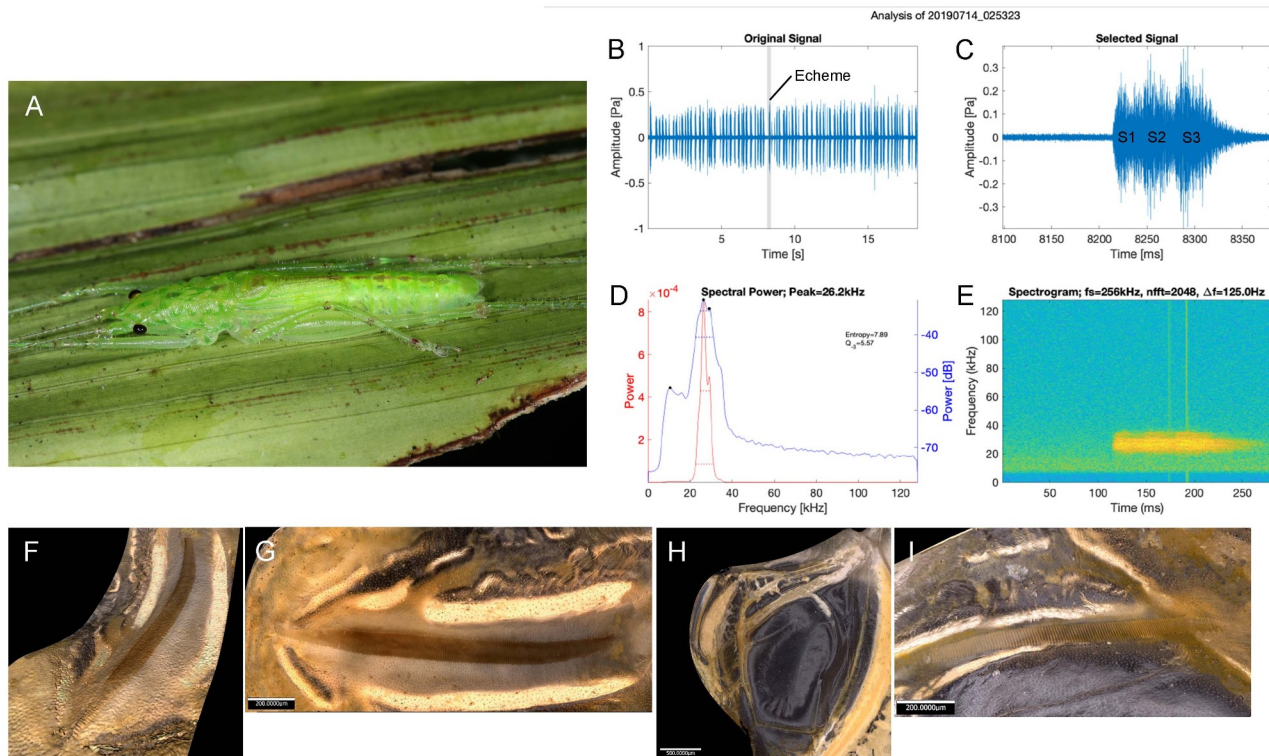 Analysis of 20190714_025323
A
B
Original Signal
Echeme
Amplitude [Pa]
1
0.5
0
-0.5
-1
5
10
15
Time [s]
C
Selected Signal
Amplitude [Pa]
0.3
0.2
0.1
0
0.1
0.2
0.3
S1
S2
S3
8100
8150
8200
8250
8300
8350
Time [ms]
D
×10⁻⁴
Spectral Power; Peak=26.2kHz
Entropy=7.89
Q₋₃=5.57
Power
8
6
4
2
Power [dB]
-40
-50
-60
-70
0
20
40
60
80
100
120
Frequency [kHz]
E
Spectrogram; fs=256kHz, nfft=2048, Δf=125.0Hz
Frequency (kHz)
120
100
80
60
40
20
0
50
100
150
200
250
Time (ms)
F
G
200.0000µm
H
500.0000µm
I
200.0000µm